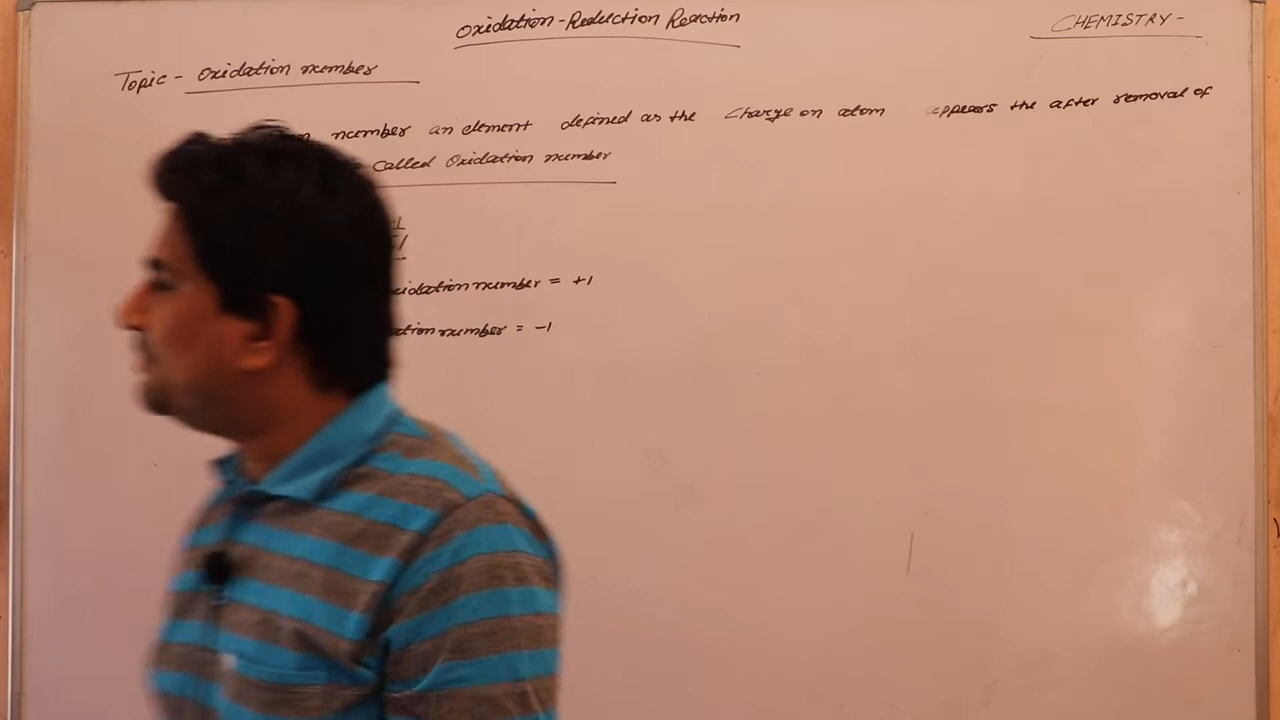 Oxidation-Reduction Reaction
CHEMISTRY-
Topic - Oxidation number
number an element defined as the charge on atom appears the after removal of
called Oxidation number
oxidation number = +1
number = -1